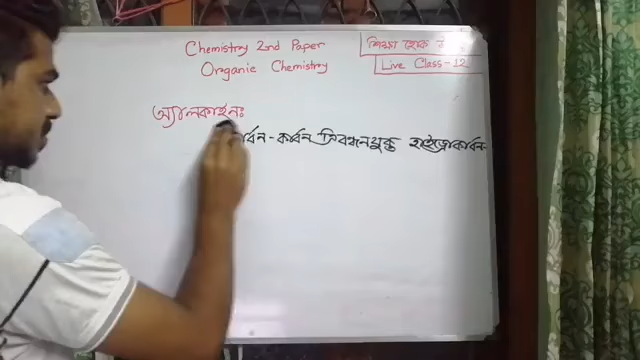 Chemistry 2nd Paper
Organic Chemistry
শিক্ষা হোক
Live Class-12
অ্যালকাইনঃ
কার্বন-কার্বন ত্রিবন্ধনযুক্ত হাইড্রোকার্বন